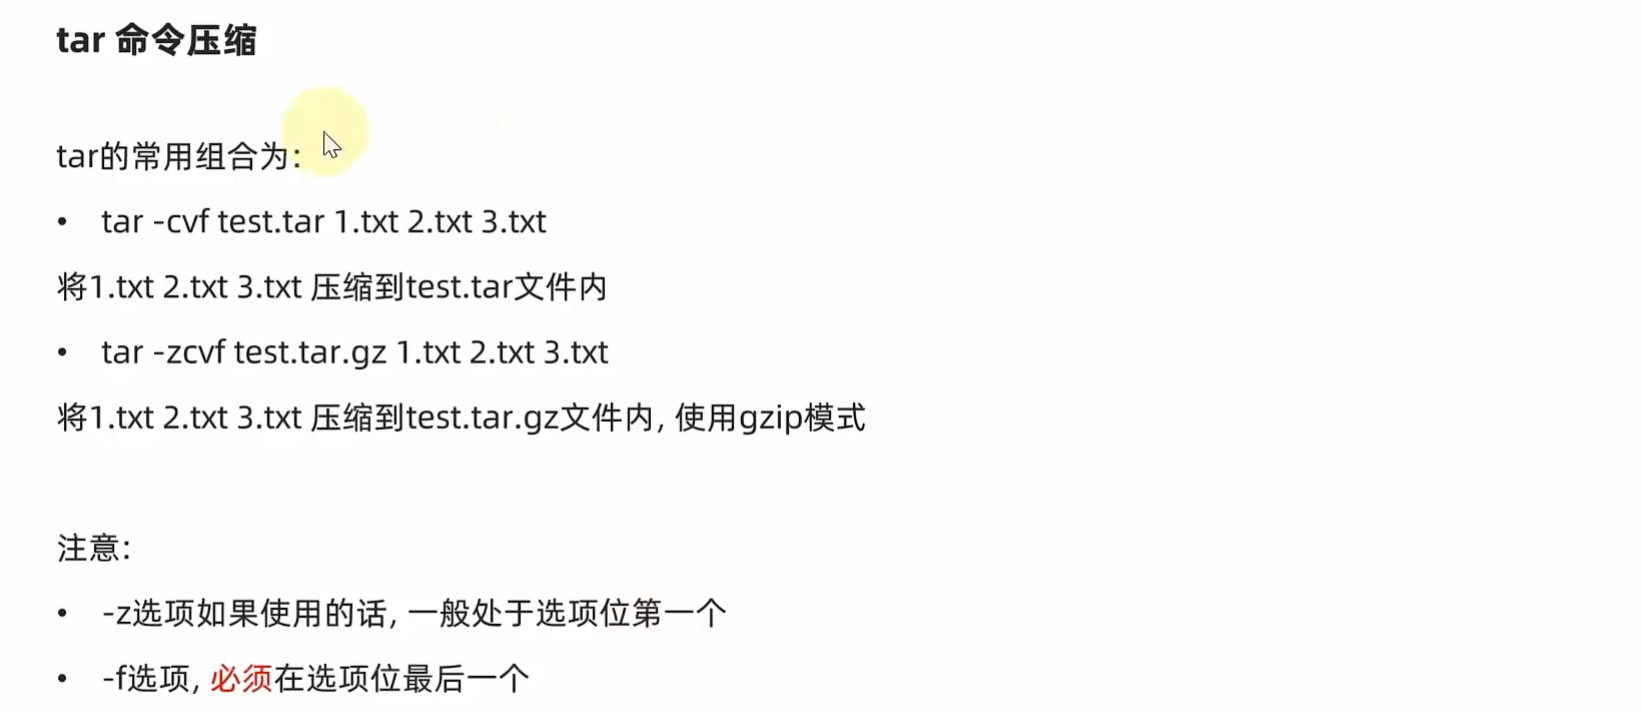 tar 命令压缩
tar的常用组合为：
• tar -cvf test.tar 1.txt 2.txt 3.txt
将1.txt 2.txt 3.txt 压缩到test.tar文件内
• tar -zcvf test.tar.gz 1.txt 2.txt 3.txt
将1.txt 2.txt 3.txt 压缩到test.tar.gz文件内, 使用gzip模式
注意:
• -z选项如果使用的话, 一般处于选项位第一个
• -f选项, 必须在选项位最后一个